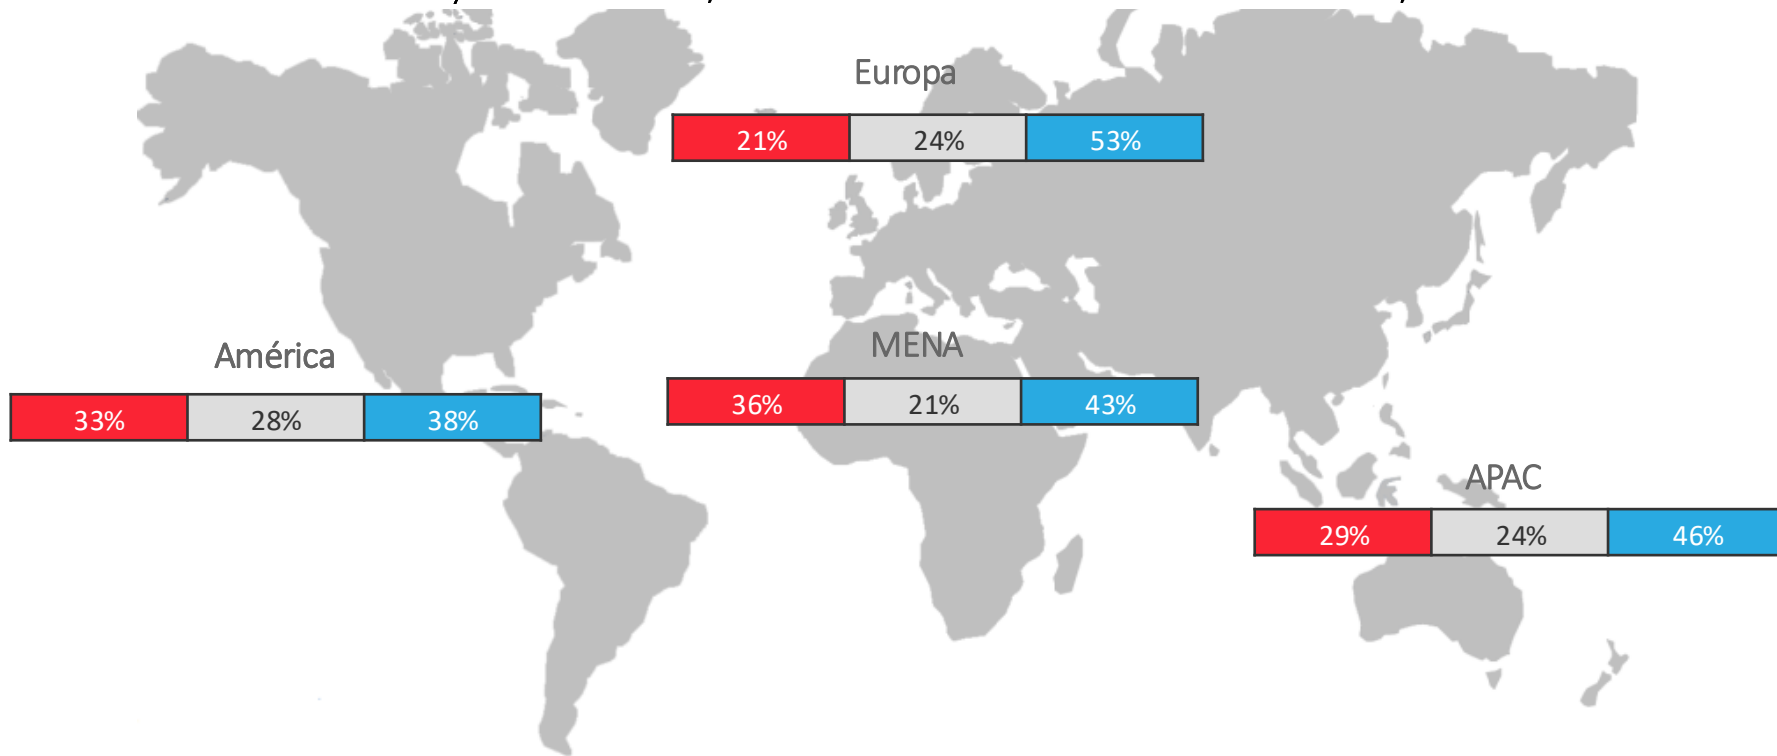 Europa
21% 24% 53%
América
33% 28% 38%
MENA
36% 21% 43%
APAC
29% 24% 46%